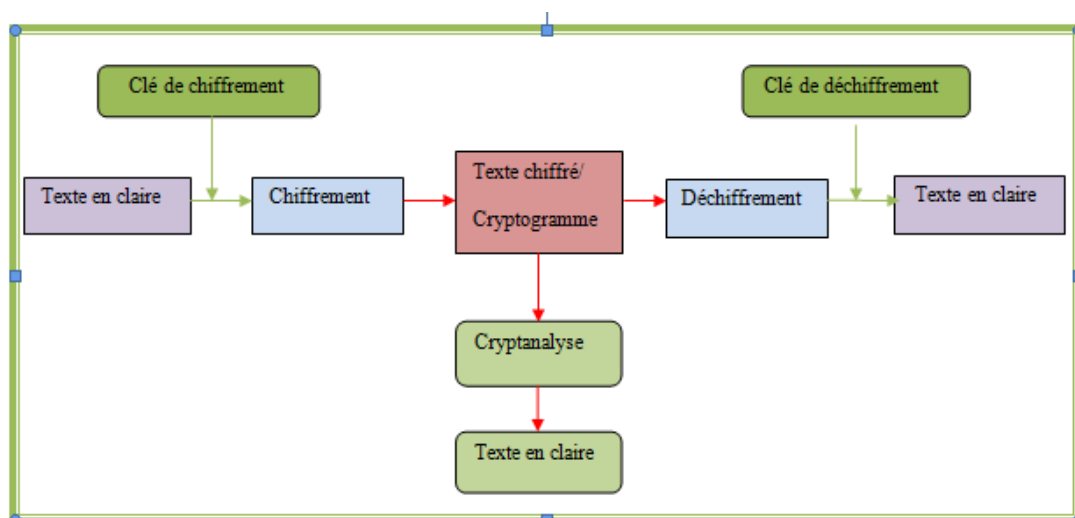 Clé de chiffrement
Clé de déchiffrement
Texte en claire
Chiffrement
Texte chiffré/
Cryptogramme
Déchiffrement
Texte en claire
Cryptanalyse
Texte en claire